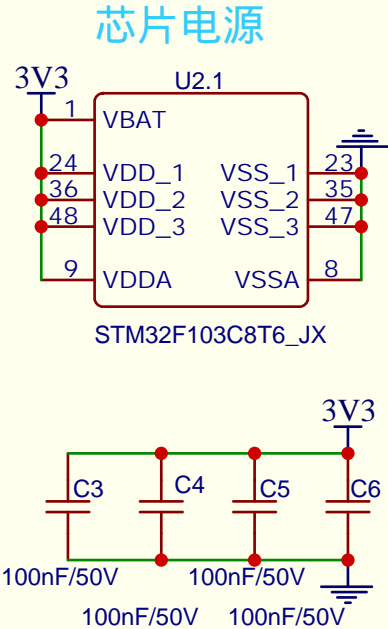 芯片电源
3V3
U2.1
1 VBAT
24 VDD_1 VSS_1 23
36 VDD_2 VSS_2 35
48 VDD_3 VSS_3 47
9 VDDA VSSA 8
STM32F103C8T6_JX
3V3
C3 C4 C5 C6
100nF/50V 100nF/50V
100nF/50V 100nF/50V